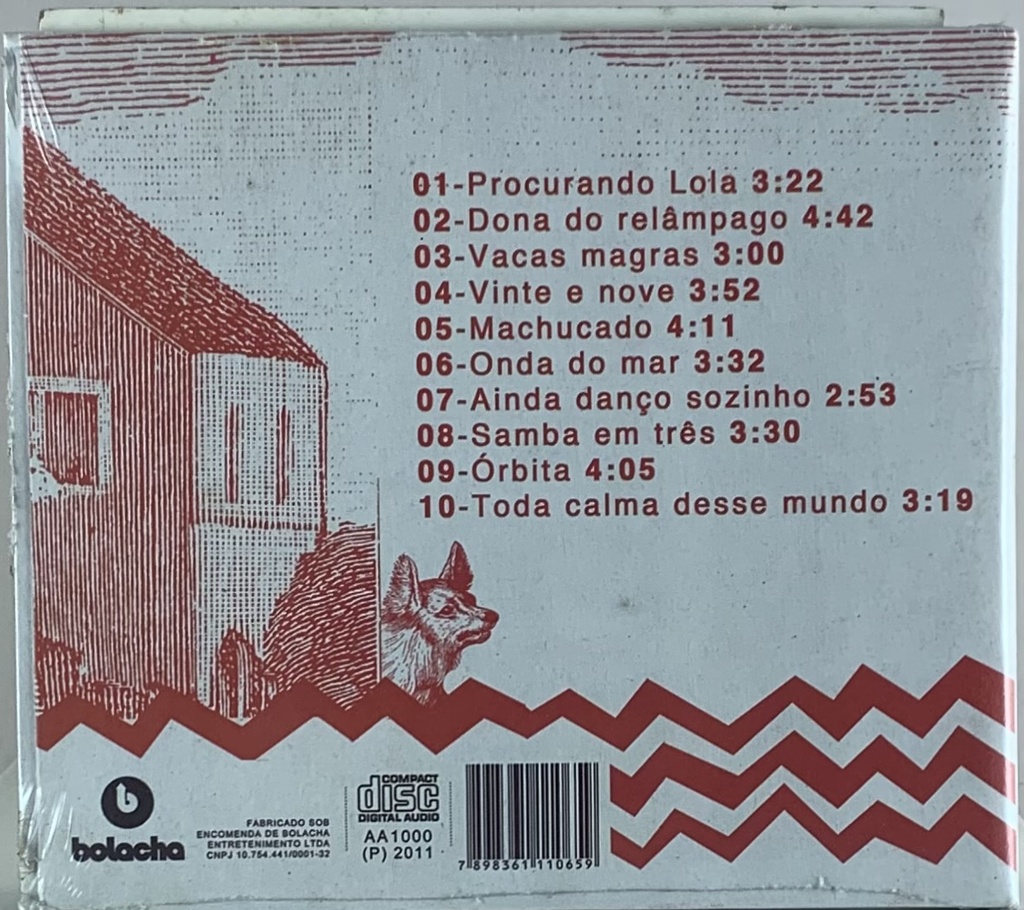 01-Procurando Lola 3:22
02-Dona do relâmpago 4:42
03-Vacas magras 3:00
04-Vinte e nove 3:52
05-Machucado 4:11
06-Onda do mar 3:32
07-Ainda danço sozinho 2:53
08-Samba em três 3:30
09-Órbita 4:05
10-Toda calma desse mundo 3:19
b
bolacha
FABRICADO SOB
ENCOMENDA DE BOLACHA
ENTRETENIMENTO LTDA
CNPJ 10.754.441/0001-32
COMPACT
disc
DIGITAL AUDIO
AA1000
(P) 2011
7 898361 110659